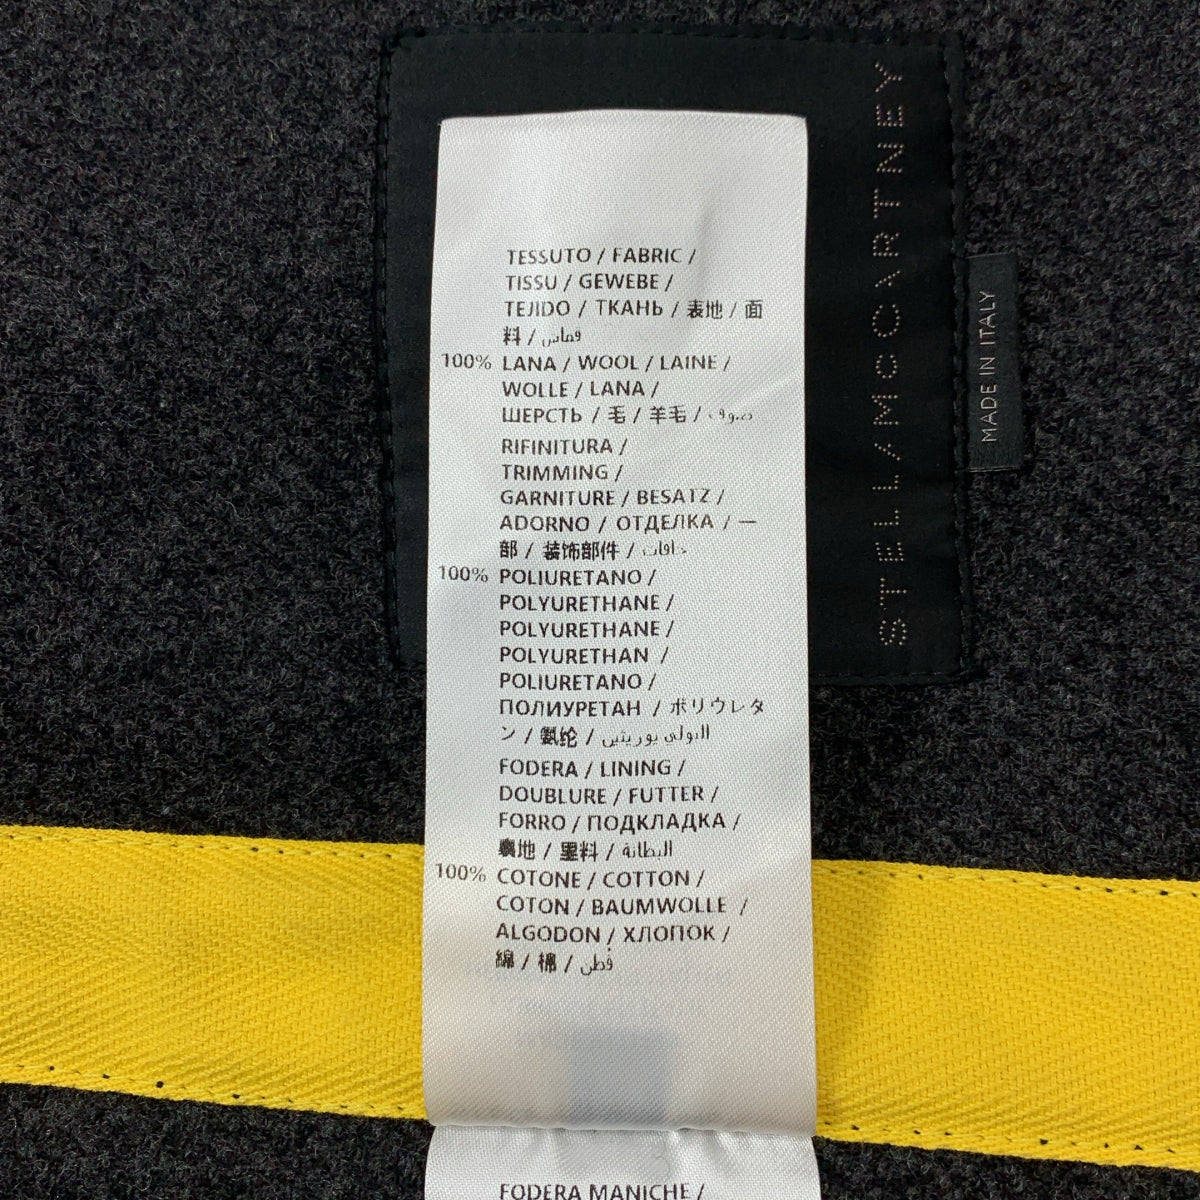 STELLA McCARTNEY
MADE IN ITALY
TESSUTO / FABRIC /
TISSU / GEWEBE /
TEJIDO / ТКАНЬ / 表地 / 面
料 / قماش
100% LANA / WOOL / LAINE /
WOLLE / LANA /
ШЕРСТЬ / 毛 / 羊毛 / صوف
RIFINITURA /
TRIMMING /
GARNITURE / BESATZ /
ADORNO / ОТДЕЛКА / 一
部 / 装饰部件 / حافات
100% POLIURETANO /
POLYURETHANE /
POLYURETHANE /
POLYURETHAN /
POLIURETANO /
ПОЛИУРЕТАН / ポリウレタ
ン / 氨纶 / البولي يوريثين
FODERA / LINING /
DOUBLURE / FUTTER /
FORRO / ПОДКЛАДКА /
裏地 / 里料 / البطانة
100% COTONE / COTTON /
COTON / BAUMWOLLE /
ALGODON / ХЛОПОК /
綿 / 棉 / قطن
FODERA MANICHE /